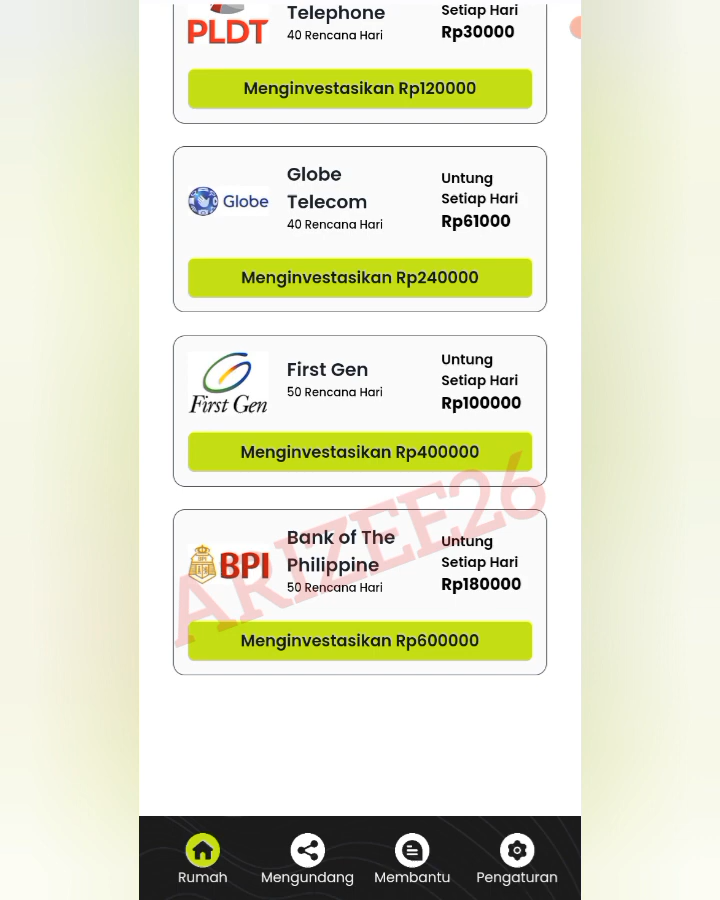 PLDT
Telephone
40 Rencana Hari
Setiap Hari
Rp30000
Menginvestasikan Rp120000
Globe
Globe
Telecom
40 Rencana Hari
Untung
Setiap Hari
Rp61000
Menginvestasikan Rp240000
First Gen
First Gen
50 Rencana Hari
Untung
Setiap Hari
Rp100000
Menginvestasikan Rp400000
ARIZEE26
BPI
Bank of The
Philippine
50 Rencana Hari
Untung
Setiap Hari
Rp180000
Menginvestasikan Rp600000
Rumah
Mengundang
Membantu
Pengaturan